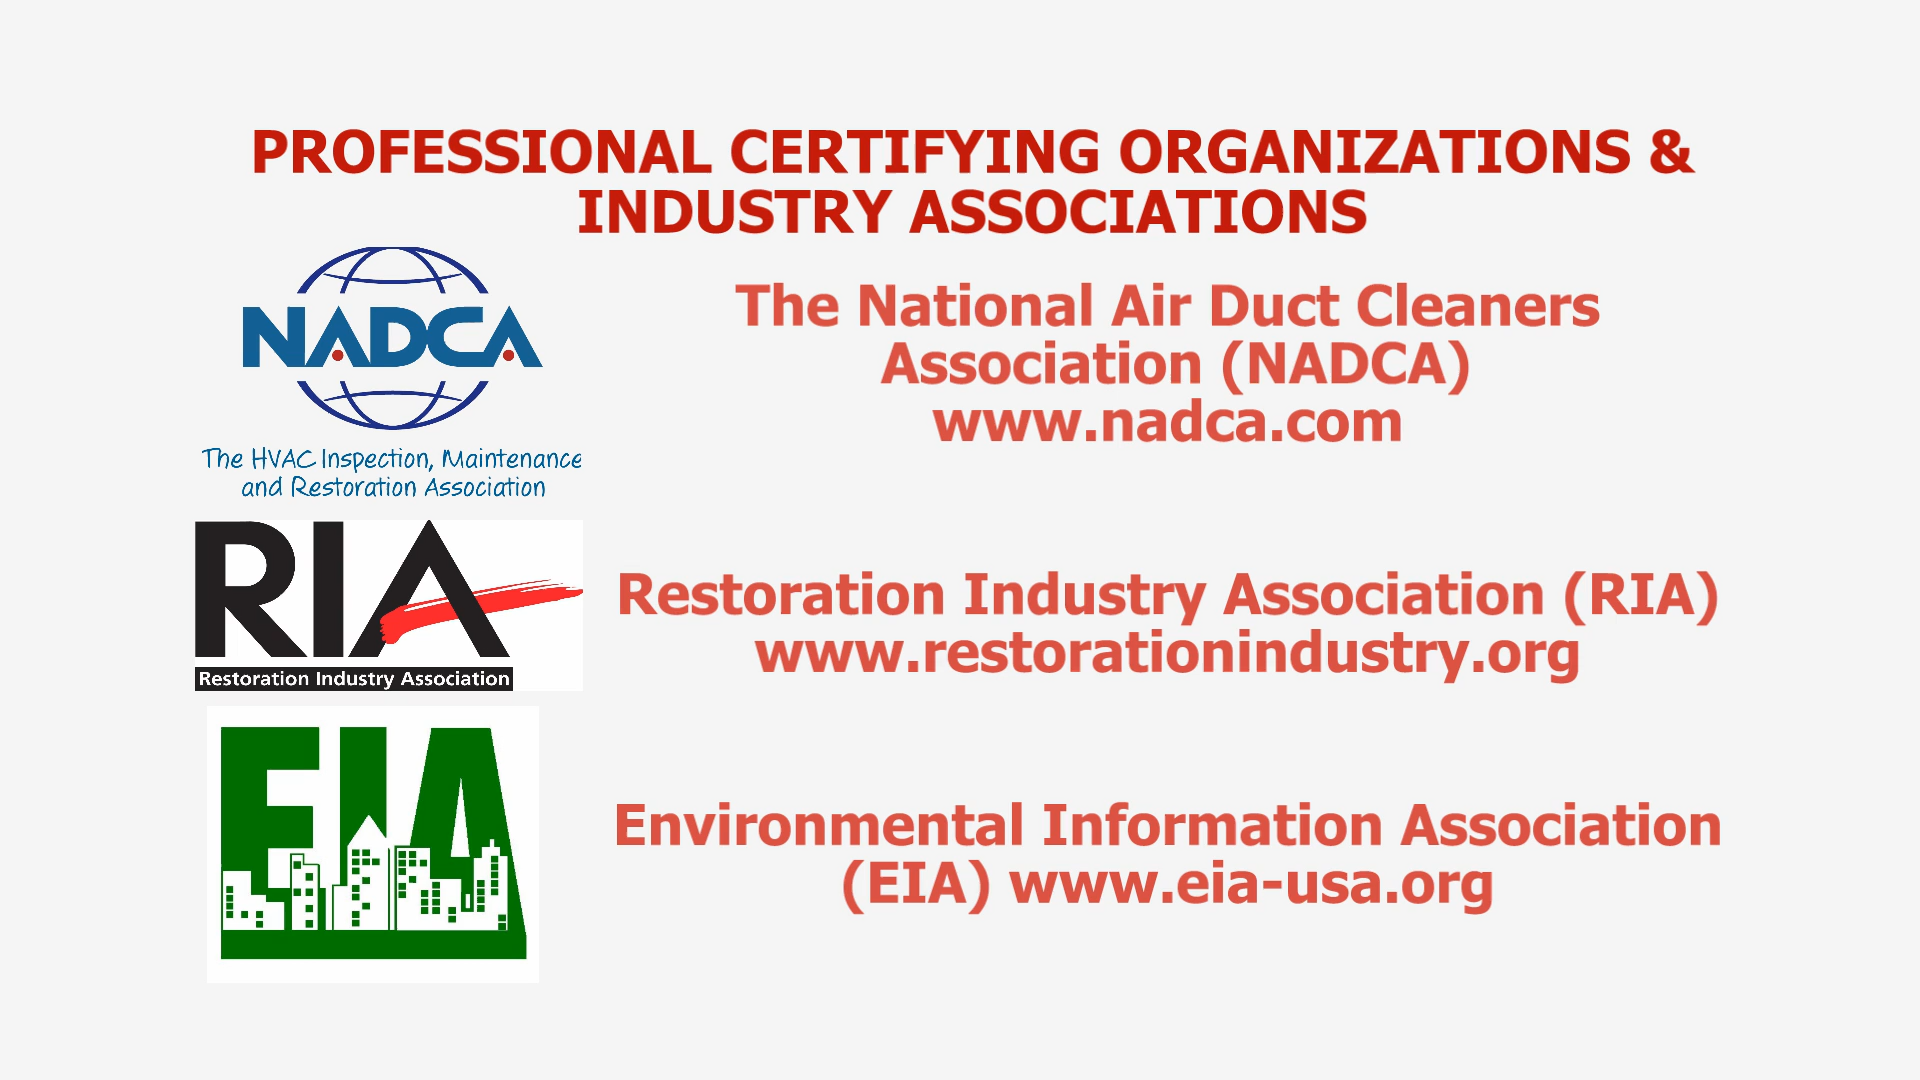 PROFESSIONAL CERTIFYING ORGANIZATIONS &
INDUSTRY ASSOCIATIONS
NADCA
The HVAC Inspection, Maintenance
and Restoration Association
The National Air Duct Cleaners
Association (NADCA)
www.nadca.com
RIA
Restoration Industry Association
Restoration Industry Association (RIA)
www.restorationindustry.org
EIA
Environmental Information Association
(EIA) www.eia-usa.org